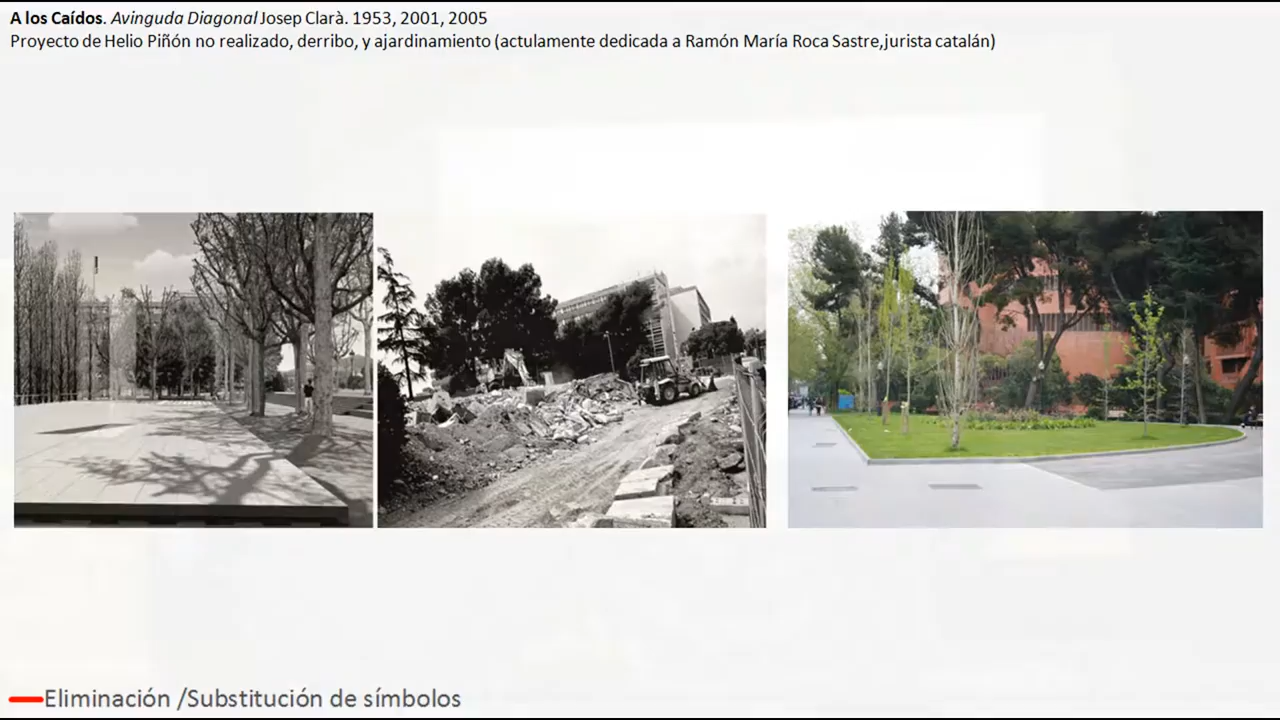 A los Caídos. Avinguda Diagonal Josep Clarà. 1953, 2001, 2005
Proyecto de Helio Piñón no realizado, derribo, y ajardinamiento (actulamente dedicada a Ramón María Roca Sastre,jurista catalán)
Eliminación /Substitución de símbolos